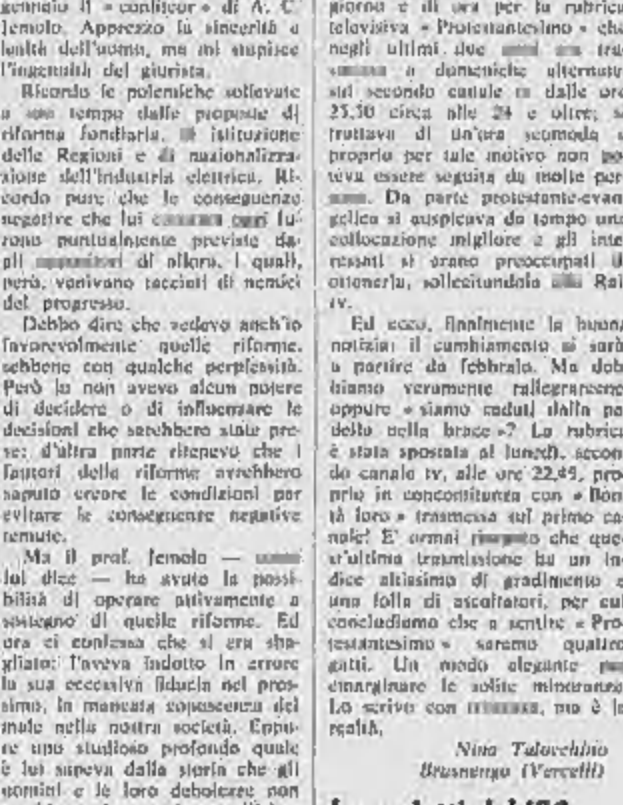 gennaio il « confiteor » di A. C.
Jemolo. Apprezzo la sincerità e
lealtà dell'uomo, ma mi stupisce
l'ingenuità del giurista.
Ricordo le polemiche sollevate
a suo tempo dalle proposte di
riforma fondiaria, di istituzione
delle Regioni e di nazionalizza-
zione dell'industria elettrica. Ri-
cordo pure che le conseguenze
negative che lui oggi fu-
rono puntualmente previste da-
gli oppositori di allora, i quali,
però, venivano tacciati di nemici
del progresso.
Debbo dire che vedevo anch'io
favorevolmente quelle riforme,
sebbene con qualche perplessità.
Però io non avevo alcun potere
di decidere o di influenzare le
decisioni che sarebbero state pre-
se; d'altra parte ritenevo che i
fautori delle riforme avrebbero
saputo creare le condizioni per
evitare le conseguenze negative
temute.
Ma il prof. Jemolo — come
lui dice — ha avuto la possi-
bilità di operare attivamente a
sostegno di quelle riforme. Ed
ora ci confessa che si era sba-
gliato: l'aveva indotto in errore
la sua eccessiva fiducia nel pros-
simo, la mancata conoscenza del
male nella nostra società. Eppu-
re uno studioso profondo quale
è lui sapeva dalla storia che gli
uomini e le loro debolezze non
giorno e di ora per la rubrica
televisiva « Protestantesimo » che
negli ultimi due anni era tra-
smessa a domeniche alternate
sul secondo canale tv dalle ore
23,30 circa alle 24 e oltre; si
trattava di un'ora scomoda e
proprio per tale motivo non po-
teva essere seguita da molte per-
sone. Da parte protestante-evan-
gelica si auspicava da tempo una
collocazione migliore e gli inte-
ressati si erano preoccupati di
ottenerla, sollecitandola alla Rai-
tv.
Ed ecco, finalmente la buona
notizia: il cambiamento si sarà
a partire da febbraio. Ma dob-
biamo veramente rallegrarcene
oppure « siamo caduti dalla pa-
della nella brace »? La rubrica
è stata spostata al lunedì, secon-
do canale tv, alle ore 22,45, pro-
prio in concomitanza con « Bon-
tà loro » trasmessa sul primo ca-
nale! E' ormai risaputo che que-
st'ultima trasmissione ha un in-
dice altissimo di gradimento e
una folla di ascoltatori, per cui
concludiamo che a sentire « Pro-
testantesimo » saremo quattro
gatti. Un modo elegante per
emarginare le solite minoranze.
Lo scrivo con, ma è la
realtà.
Nina Talocchino
Brusnengo (Vercelli)